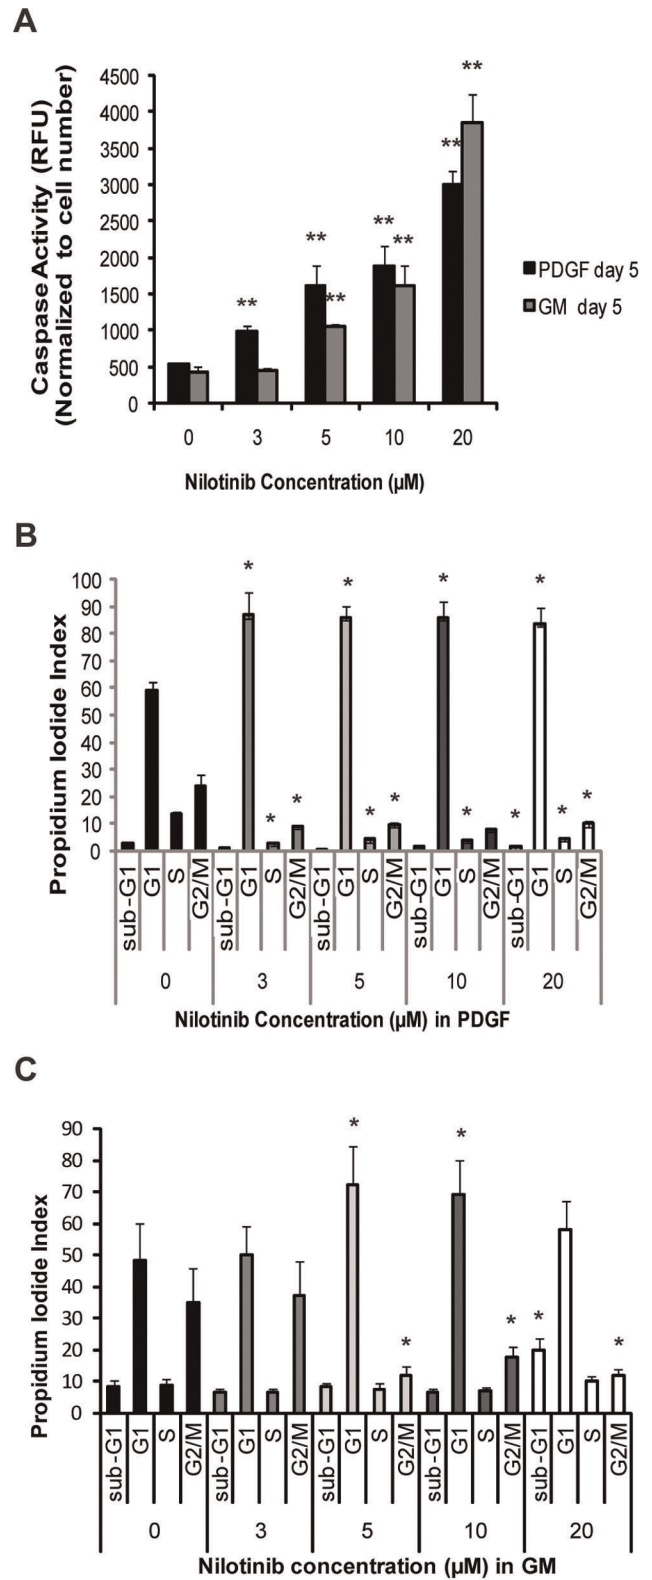 A
Caspase Activity (RFU)
(Normalized to cell number)
4500
4000
3500
3000
2500
2000
1500
1000
500
0
** ** ** ** ** ** **
PDGF day 5
GM day 5
0 3 5 10 20
Nilotinib Concentration (µM)
B
Propidium Iodide Index
100
90
80
70
60
50
40
30
20
10
0
* * * * * * * * * * * *
sub-G1 G1 S G2/M sub-G1 G1 S G2/M sub-G1 G1 S G2/M sub-G1 G1 S G2/M sub-G1 G1 S G2/M
0 3 5 10 20
Nilotinib Concentration (µM) in PDGF
C
Propidium Iodide Index
90
80
70
60
50
40
30
20
10
0
* * * * * *
sub-G1 G1 S G2/M sub-G1 G1 S G2/M sub-G1 G1 S G2/M sub-G1 G1 S G2/M sub-G1 G1 S G2/M
0 3 5 10 20
Nilotinib concentration (µM) in GM